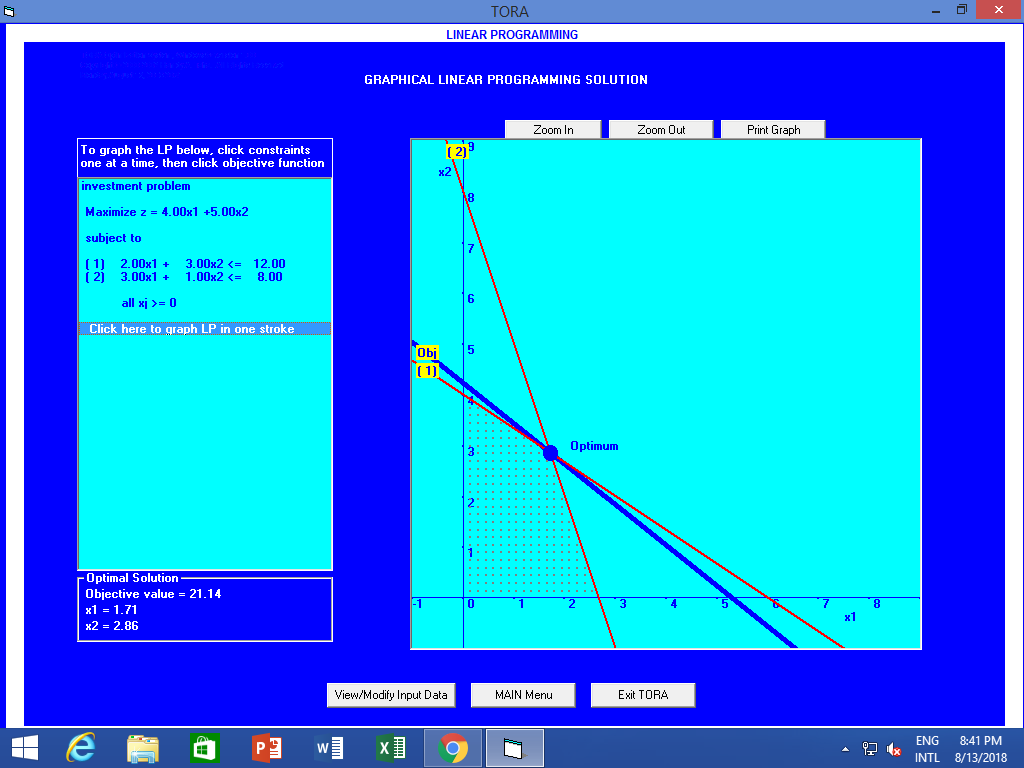 TORA
LINEAR PROGRAMMING
GRAPHICAL LINEAR PROGRAMMING SOLUTION
Zoom In
Zoom Out
Print Graph
To graph the LP below, click constraints
one at a time, then click objective function
investment problem
Maximize z = 4.00x1 +5.00x2
subject to
( 1) 2.00x1 + 3.00x2 <= 12.00
( 2) 3.00x1 + 1.00x2 <= 8.00
all xj >= 0
Click here to graph LP in one stroke
Optimal Solution
Objective value = 21.14
x1 = 1.71
x2 = 2.86
( 2)
9
x2
8
7
6
5
Obj
( 1)
4
Optimum
3
2
1
-1 0 1 2 3 4 5 6 7 8
x1
View/Modify Input Data
MAIN Menu
Exit TORA
ENG
INTL
8:41 PM
8/13/2018